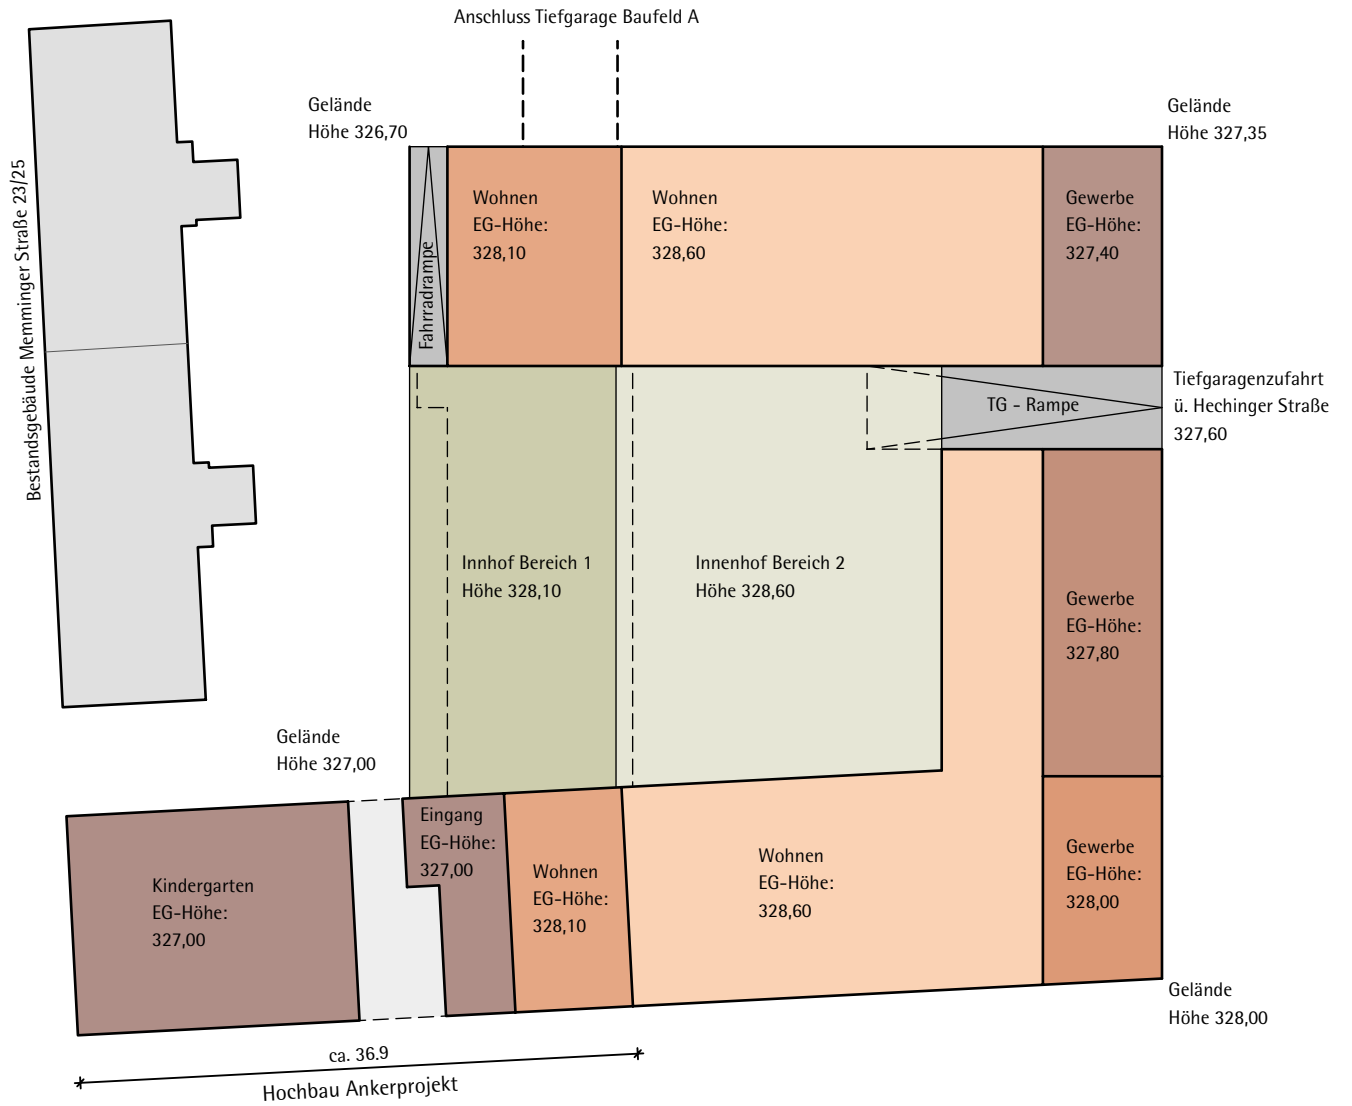 Anschluss Tiefgarage Baufeld A
Gelände
Höhe 326,70
Gelände
Höhe 327,35
Bestandsgebäude Memminger Straße 23/25
Fahrradrampe
Wohnen
EG-Höhe:
328,10
Wohnen
EG-Höhe:
328,60
Gewerbe
EG-Höhe:
327,40
TG - Rampe
Tiefgaragenzufahrt
ü. Hechinger Straße
327,60
Innhof Bereich 1
Höhe 328,10
Innenhof Bereich 2
Höhe 328,60
Gewerbe
EG-Höhe:
327,80
Gelände
Höhe 327,00
Kindergarten
EG-Höhe:
327,00
Eingang
EG-Höhe:
327,00
Wohnen
EG-Höhe:
328,10
Wohnen
EG-Höhe:
328,60
Gewerbe
EG-Höhe:
328,00
Gelände
Höhe 328,00
ca. 36.9
Hochbau Ankerprojekt